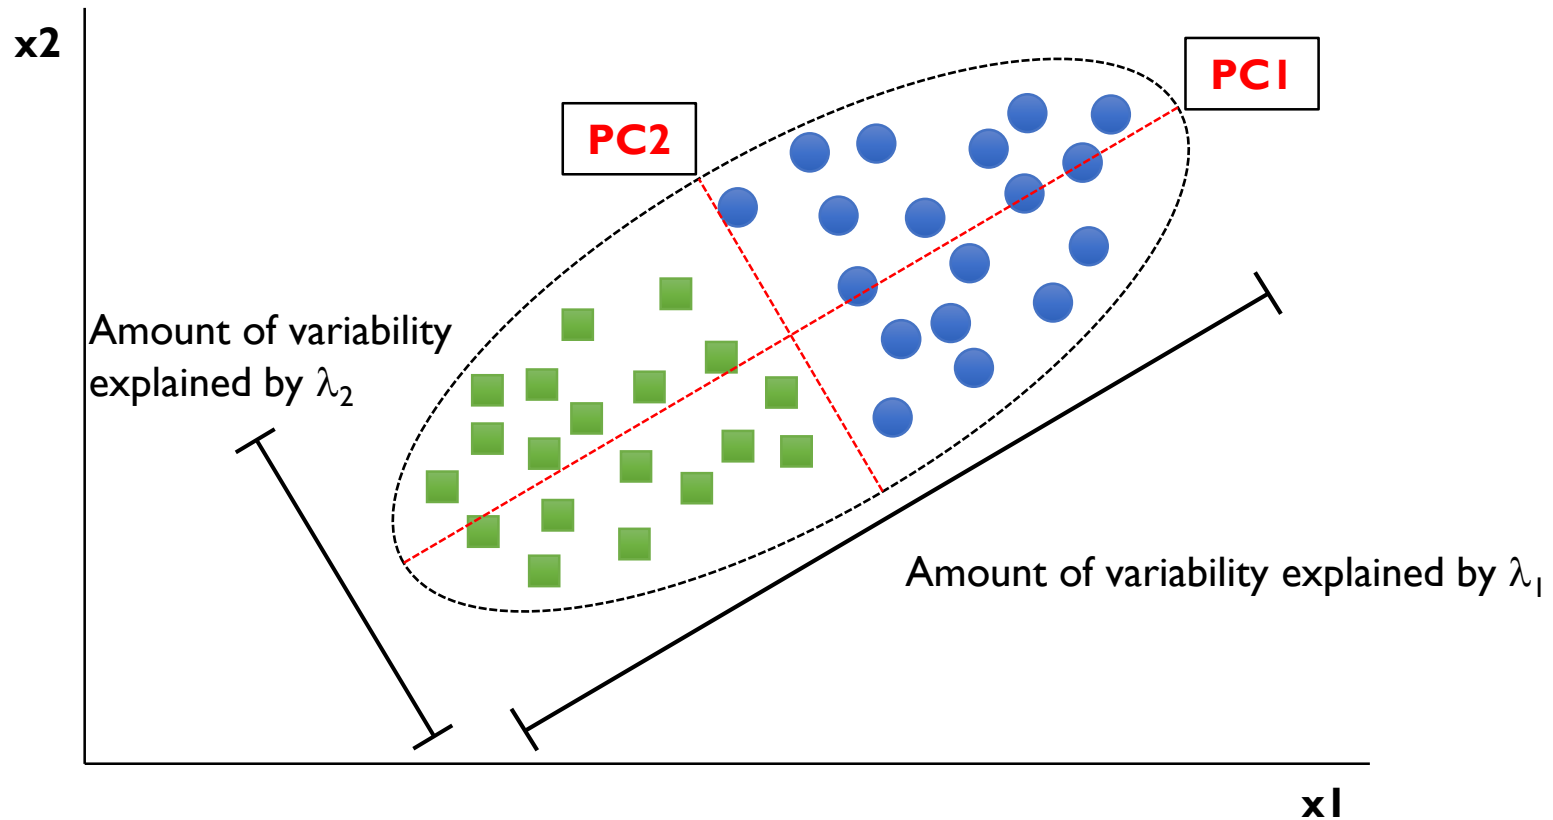 x2
PC1
PC2
Amount of variability
explained by λ₂
Amount of variability explained by λ₁
x1